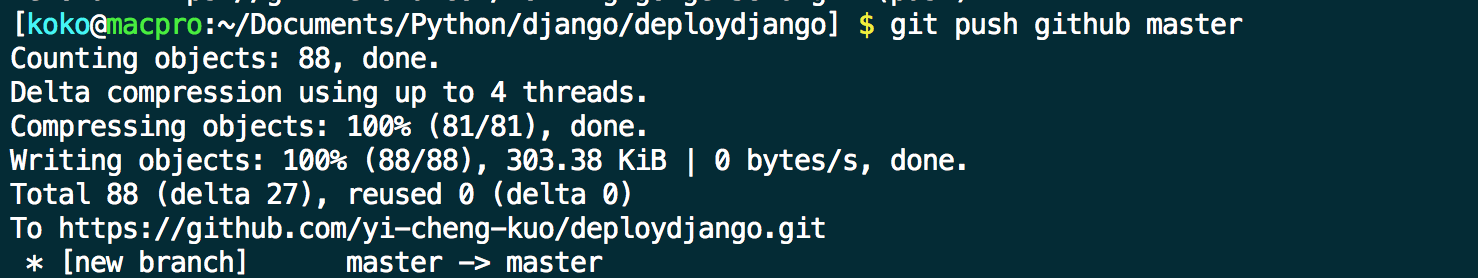 [koko@macpro:~/Documents/Python/django/deploydjango] $ git push github master
Counting objects: 88, done.
Delta compression using up to 4 threads.
Compressing objects: 100% (81/81), done.
Writing objects: 100% (88/88), 303.38 KiB | 0 bytes/s, done.
Total 88 (delta 27), reused 0 (delta 0)
To https://github.com/yi-cheng-kuo/deploydjango.git
 * [new branch]      master -> master